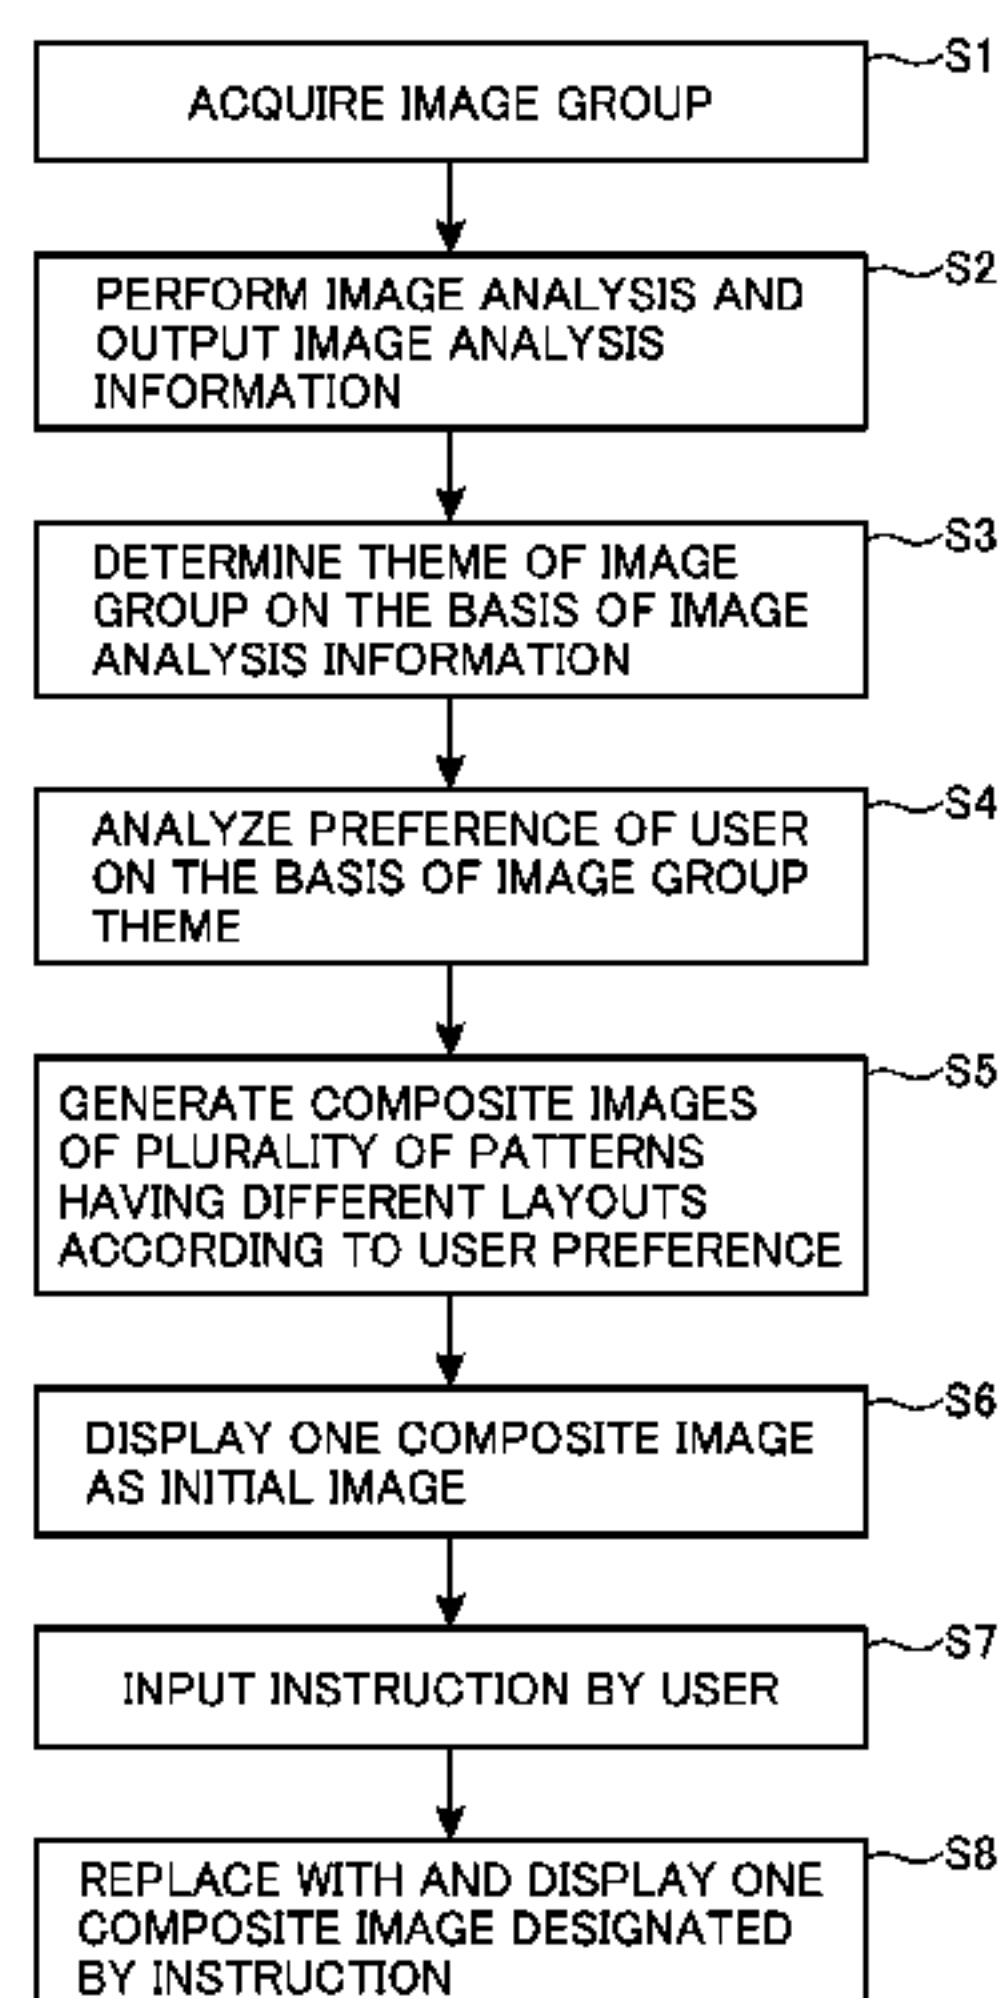 S1
ACQUIRE IMAGE GROUP
S2
PERFORM IMAGE ANALYSIS AND
OUTPUT IMAGE ANALYSIS
INFORMATION
S3
DETERMINE THEME OF IMAGE
GROUP ON THE BASIS OF IMAGE
ANALYSIS INFORMATION
S4
ANALYZE PREFERENCE OF USER
ON THE BASIS OF IMAGE GROUP
THEME
S5
GENERATE COMPOSITE IMAGES
OF PLURALITY OF PATTERNS
HAVING DIFFERENT LAYOUTS
ACCORDING TO USER PREFERENCE
S6
DISPLAY ONE COMPOSITE IMAGE
AS INITIAL IMAGE
S7
INPUT INSTRUCTION BY USER
S8
REPLACE WITH AND DISPLAY ONE
COMPOSITE IMAGE DESIGNATED
BY INSTRUCTION